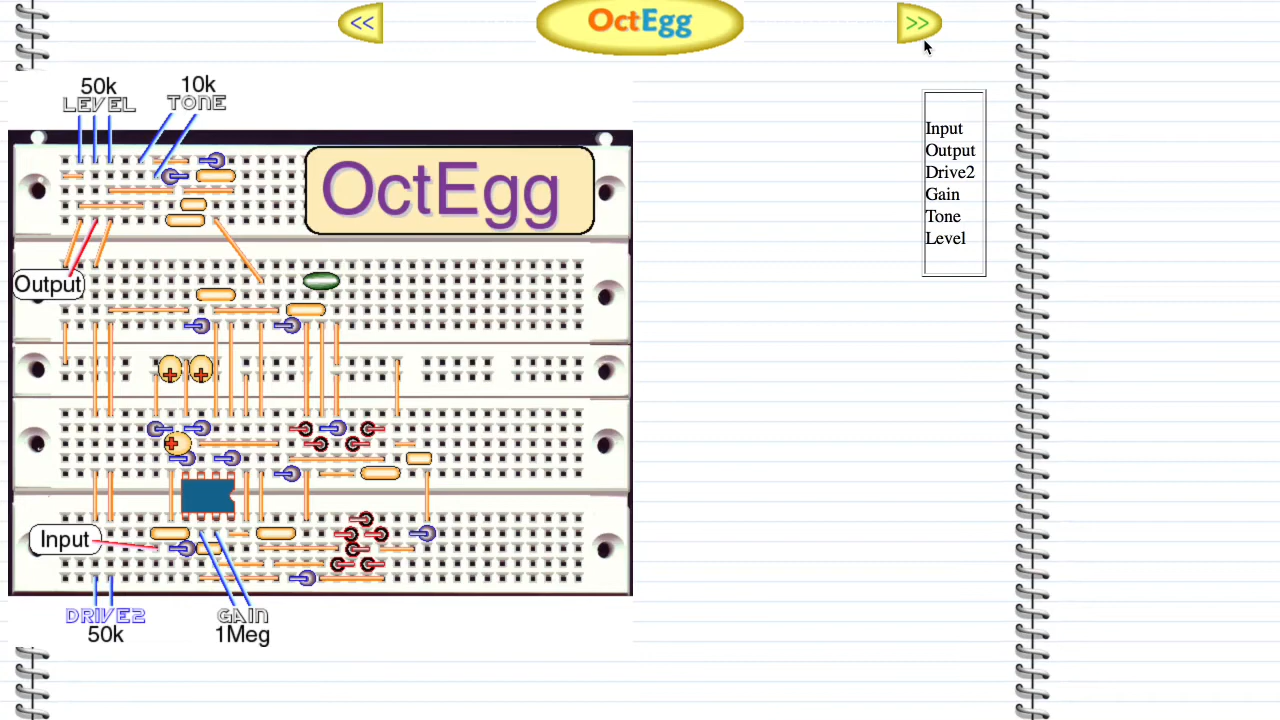 <<
OctEgg
>>
50k
LEVEL
10k
TONE
OctEgg
Output
Input
DRIVE2
50k
GAIN
1Meg
Input
Output
Drive2
Gain
Tone
Level